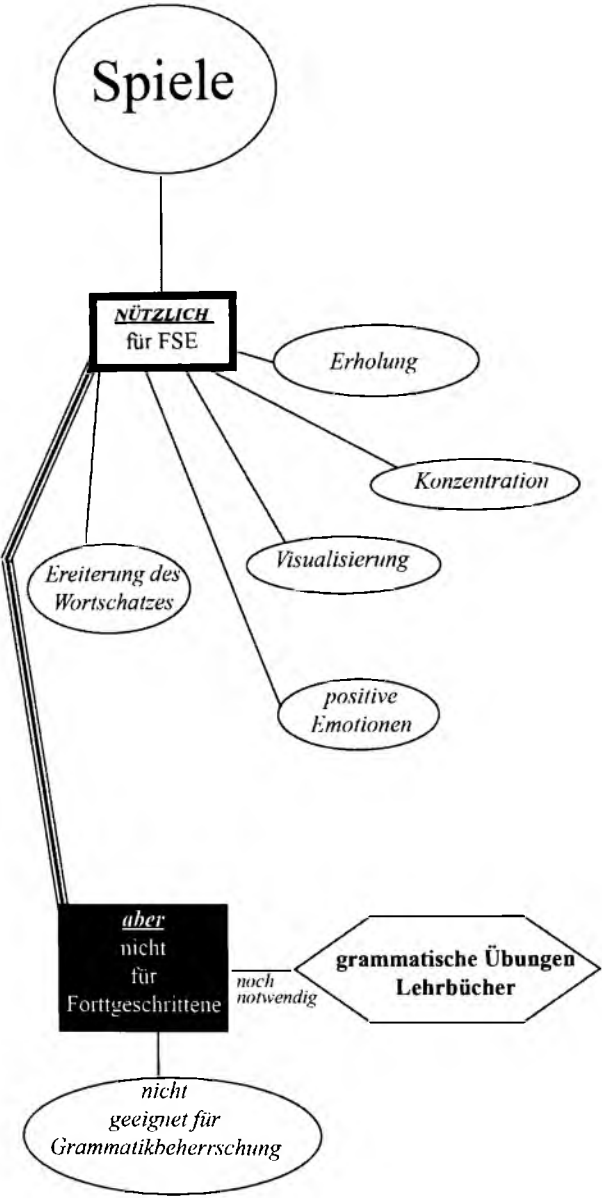 Spiele
NÜTZLICH
für FSE
Erholung
Konzentration
Visualisierung
Ereiterung des
Wortschatzes
positive
Emotionen
aber
nicht
für
Forttgeschrittene
noch
notwendig
grammatische Übungen
Lehrbücher
nicht
geeignet für
Grammatikbeherrschung